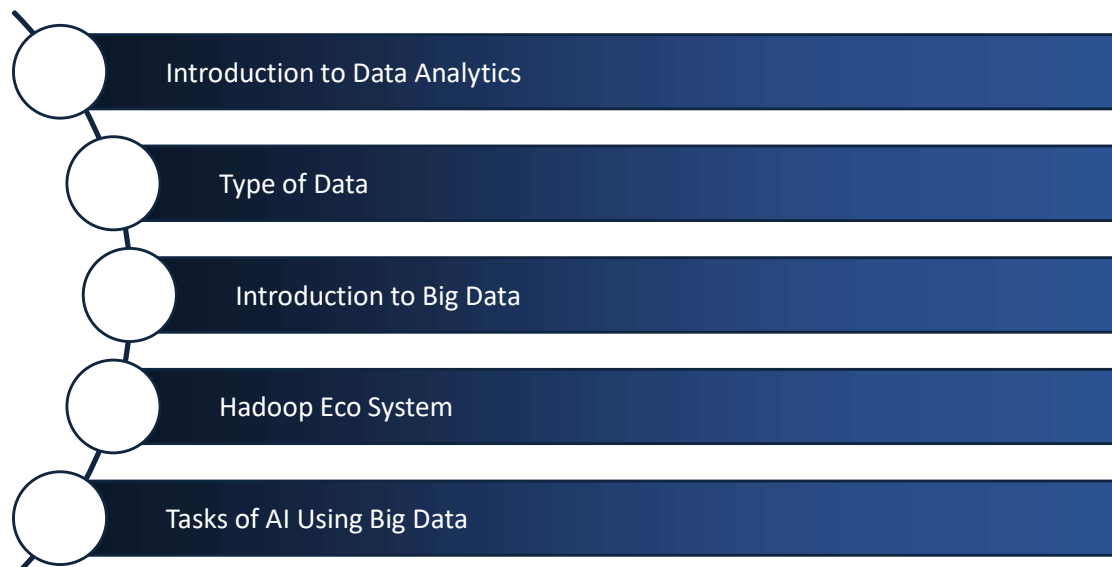 Introduction to Data Analytics
Type of Data
Introduction to Big Data
Hadoop Eco System
Tasks of AI Using Big Data